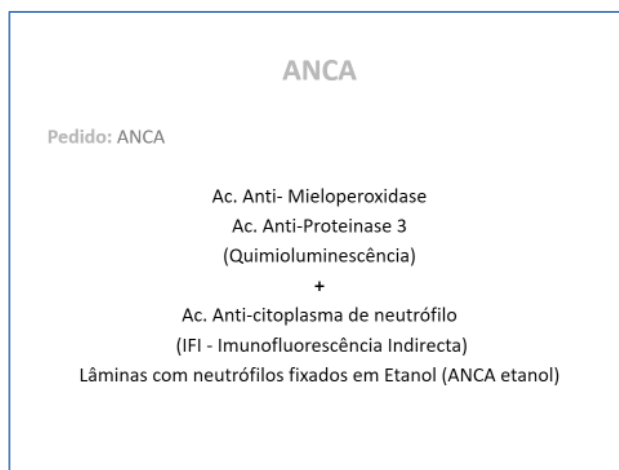 ANCA
Pedido: ANCA
Ac. Anti- Mieloperoxidase
Ac. Anti-Proteinase 3
(Quimioluminescência)
+
Ac. Anti-citoplasma de neutrófilo
(IFI - Imunofluorescência Indirecta)
Lâminas com neutrófilos fixados em Etanol (ANCA etanol)